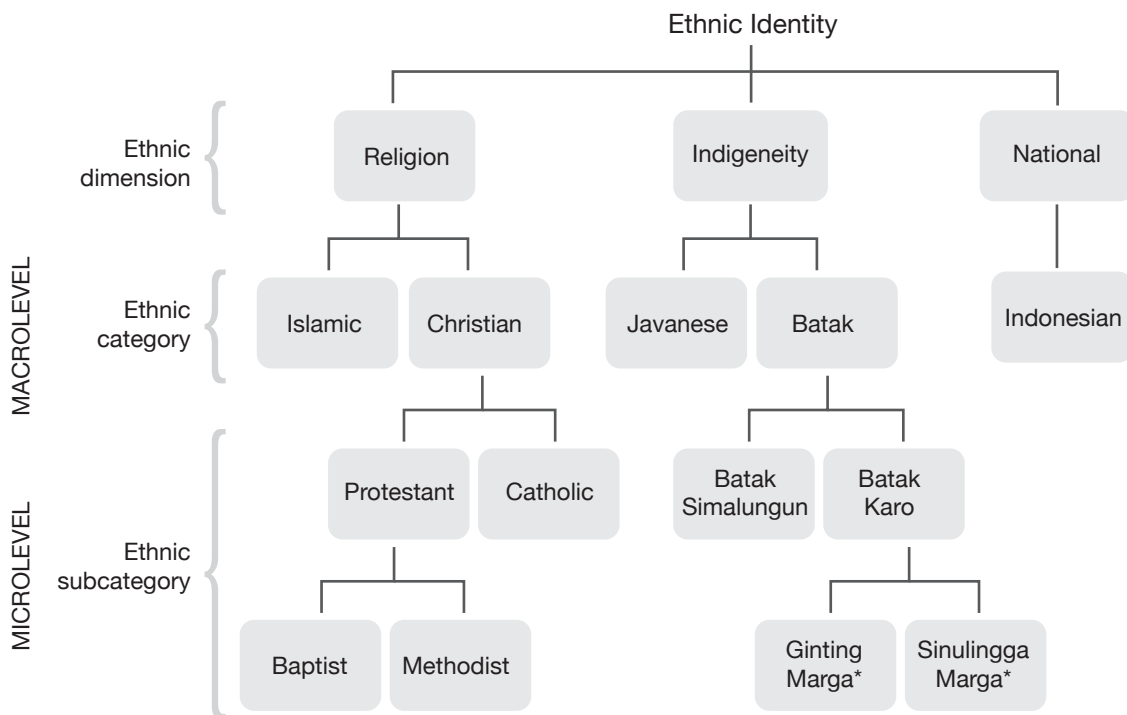 Ethnic Identity
Ethnic
dimension
Religion
Indigeneity
National
MACROLEVEL
Ethnic
category
Islamic
Christian
Javanese
Batak
Indonesian
MICROLEVEL
Ethnic
subcategory
Protestant
Catholic
Batak
Simalungun
Batak
Karo
Baptist
Methodist
Ginting
Marga*
Sinulingga
Marga*